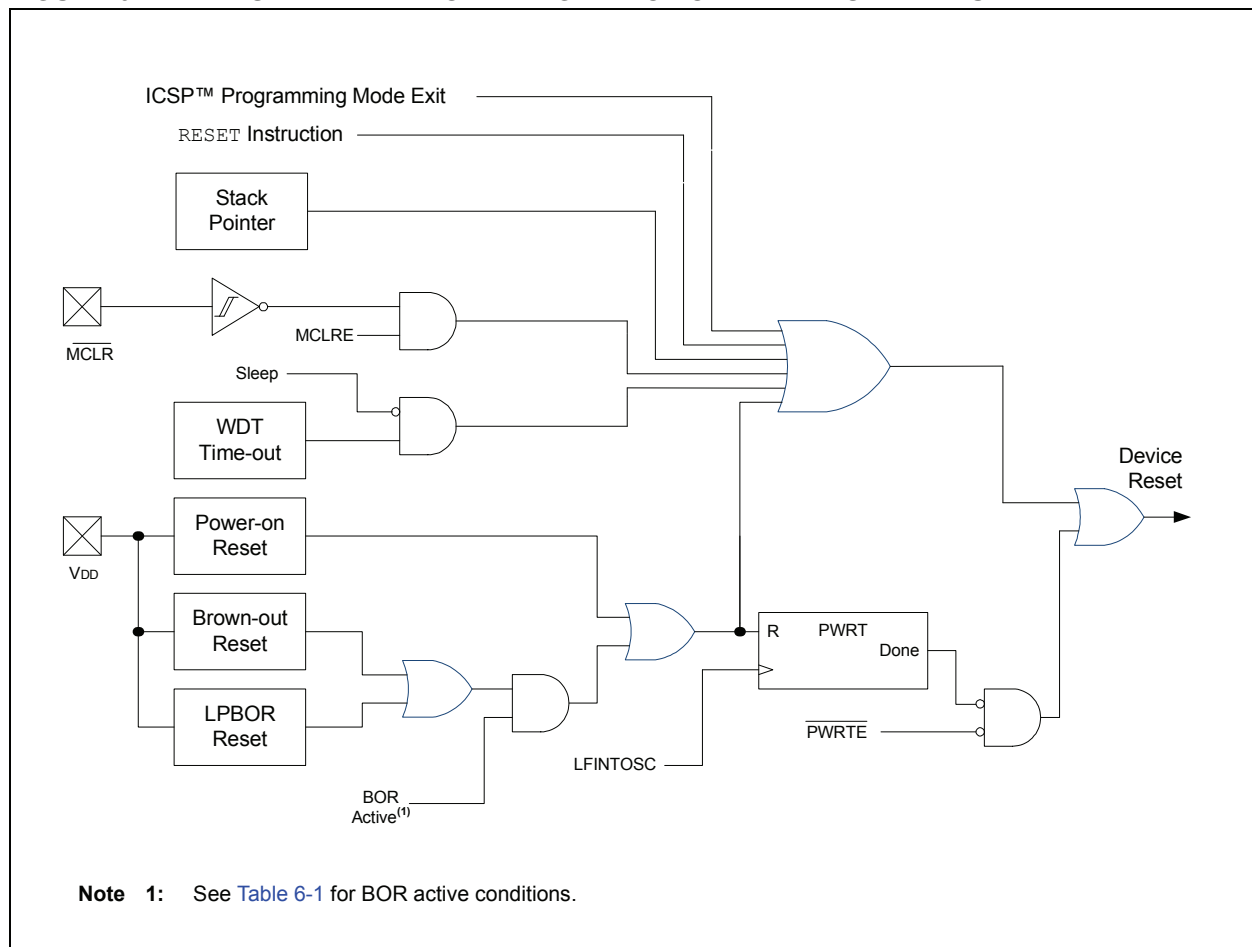 ICSP™ Programming Mode Exit
RESET Instruction
Stack
Pointer
MCLR
MCLRE
Sleep
WDT
Time-out
VDD
Power-on
Reset
Brown-out
Reset
LPBOR
Reset
BOR
Active(1)
R PWRT
Done
LFINTOSC
PWRTE
Device
Reset
Note 1: See Table 6-1 for BOR active conditions.